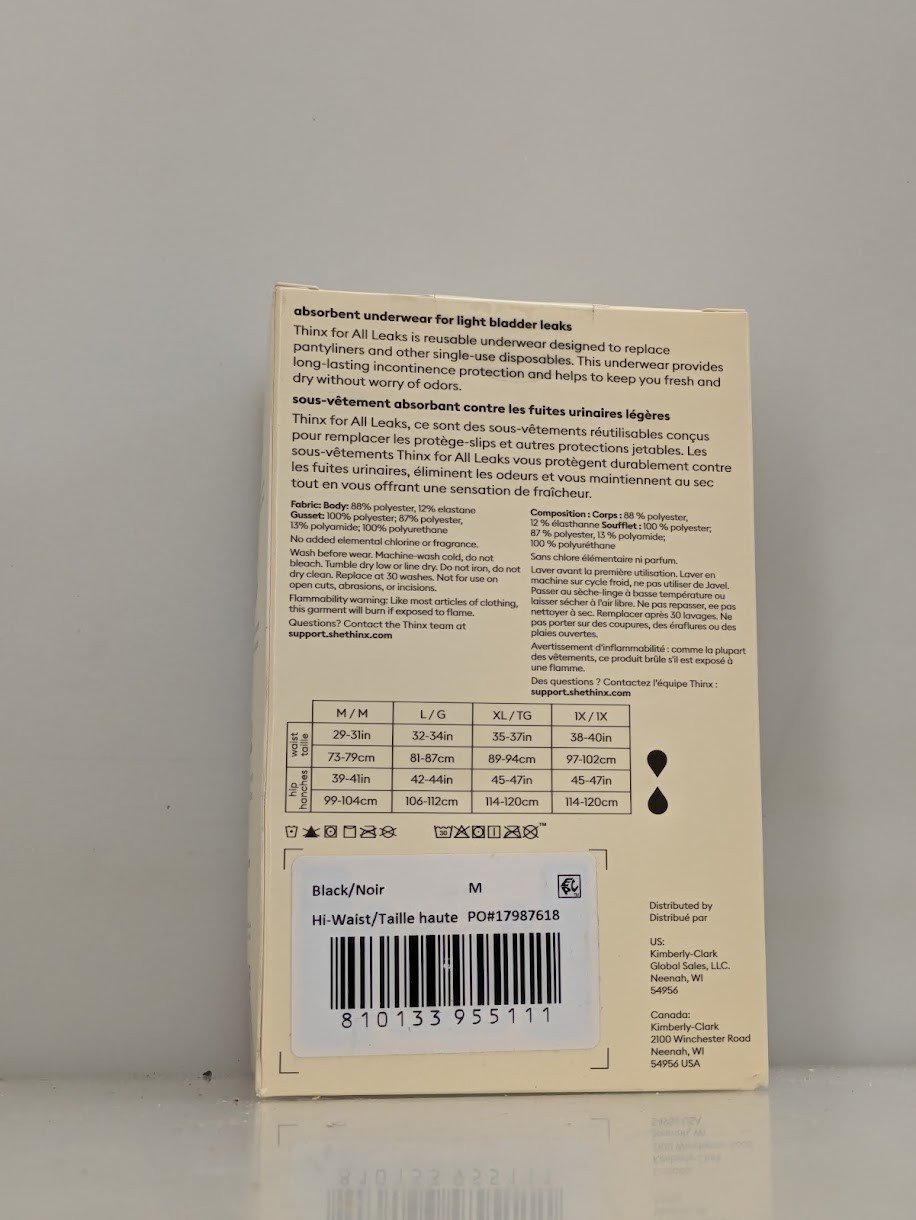 absorbent underwear for light bladder leaks
Thinx for All Leaks is reusable underwear designed to replace
pantyliners and other single-use disposables. This underwear provides
long-lasting incontinence protection and helps to keep you fresh and
dry without worry of odors.
sous-vêtement absorbant contre les fuites urinaires légères
Thinx for All Leaks, ce sont des sous-vêtements réutilisables conçus
pour remplacer les protège-slips et autres protections jetables. Les
sous-vêtements Thinx for All Leaks vous protègent durablement contre
les fuites urinaires, éliminent les odeurs et vous maintiennent au sec
tout en vous offrant une sensation de fraîcheur.
Fabric: Body: 88% polyester, 12% elastane
Gusset: 100% polyester; 87% polyester,
13% polyamide; 100% polyurethane
No added elemental chlorine or fragrance.
Wash before wear. Machine-wash cold, do not
bleach. Tumble dry low or line dry. Do not iron, do not
dry clean. Replace at 30 washes. Not for use on
open cuts, abrasions, or incisions.
Flammability warning: Like most articles of clothing,
this garment will burn if exposed to flame.
Questions? Contact the Thinx team at
support.shethinx.com
Composition : Corps : 88 % polyester,
12 % élasthanne Soufflet : 100 % polyester;
87 % polyester, 13 % polyamide;
100 % polyuréthane
Sans chlore élémentaire ni parfum.
Laver avant la première utilisation. Laver en
machine sur cycle froid, ne pas utiliser de Javel.
Passer au sèche-linge à basse température ou
laisser sécher à l'air libre. Ne pas repasser, ee pas
nettoyer à sec. Remplacer après 30 lavages. Ne
pas porter sur des coupures, des éraflures ou des
plaies ouvertes.
Avertissement d'inflammabilité : comme la plupart
des vêtements, ce produit brûle s'il est exposé à
une flamme.
Des questions ? Contactez l'équipe Thinx :
support.shethinx.com
M / M L / G XL / TG 1X / 1X
waist
taille
29-31in 32-34in 35-37in 38-40in
73-79cm 81-87cm 89-94cm 97-102cm
hip
hanches
39-41in 42-44in 45-47in 45-47in
99-104cm 106-112cm 114-120cm 114-120cm
30 ™
Black/Noir M
Hi-Waist/Taille haute PO#17987618
810133955111
Distributed by
Distribué par
US:
Kimberly-Clark
Global Sales, LLC.
Neenah, WI
54956
Canada:
Kimberly-Clark
2100 Winchester Road
Neenah, WI
54956 USA